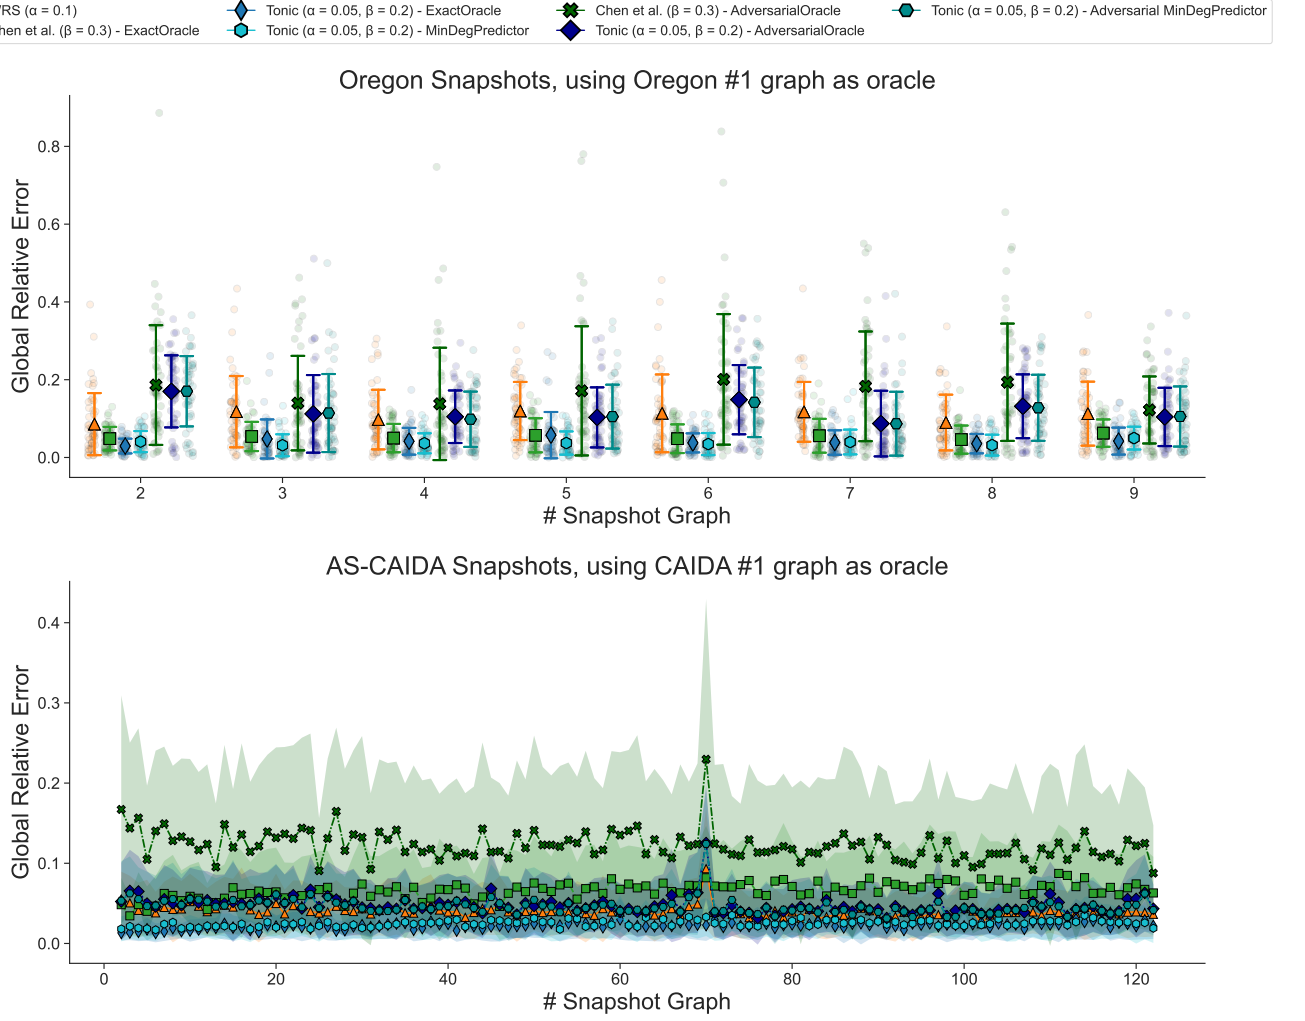 RS (α = 0.1) Tonic (α = 0.05, β = 0.2) - ExactOracle Chen et al. (β = 0.3) - AdversarialOracle Tonic (α = 0.05, β = 0.2) - Adversarial MinDegPredictor
hen et al. (β = 0.3) - ExactOracle Tonic (α = 0.05, β = 0.2) - MinDegPredictor Tonic (α = 0.05, β = 0.2) - AdversarialOracle
Oregon Snapshots, using Oregon #1 graph as oracle
Global Relative Error
0.8
0.6
0.4
0.2
0.0
2 3 4 5 6 7 8 9
# Snapshot Graph
AS-CAIDA Snapshots, using CAIDA #1 graph as oracle
Global Relative Error
0.4
0.3
0.2
0.1
0.0
0 20 40 60 80 100 120
# Snapshot Graph